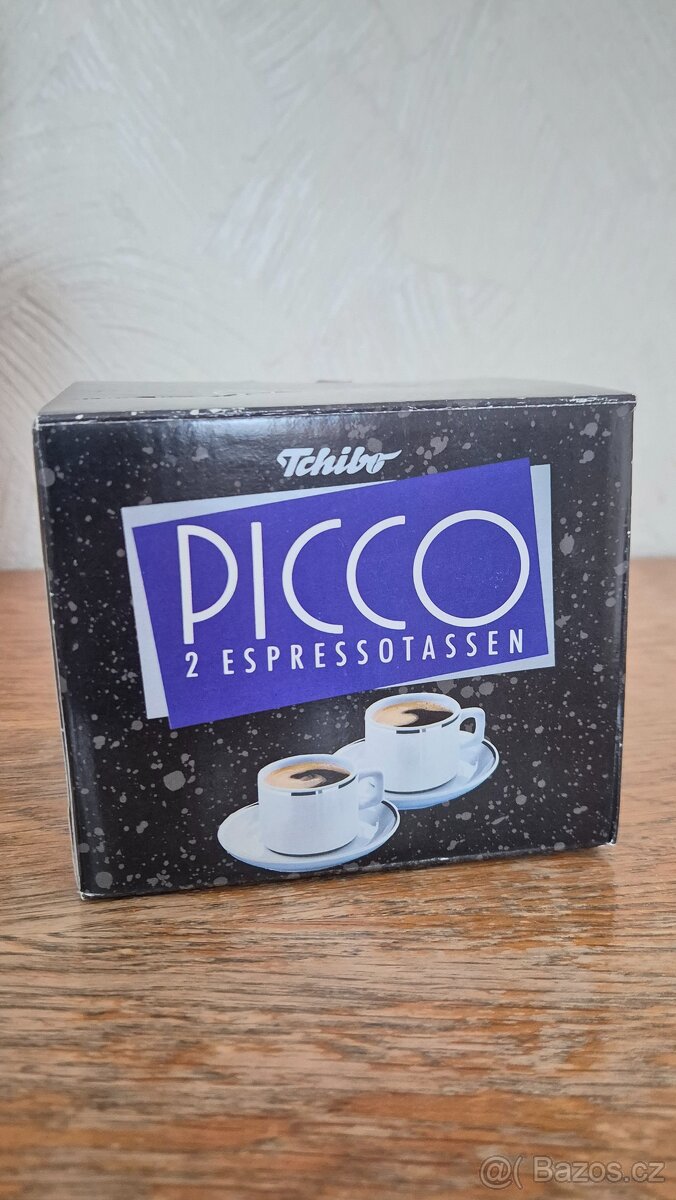 Tchibo
PICCO
2 ESPRESSOTASSEN
@( Bazos.cz